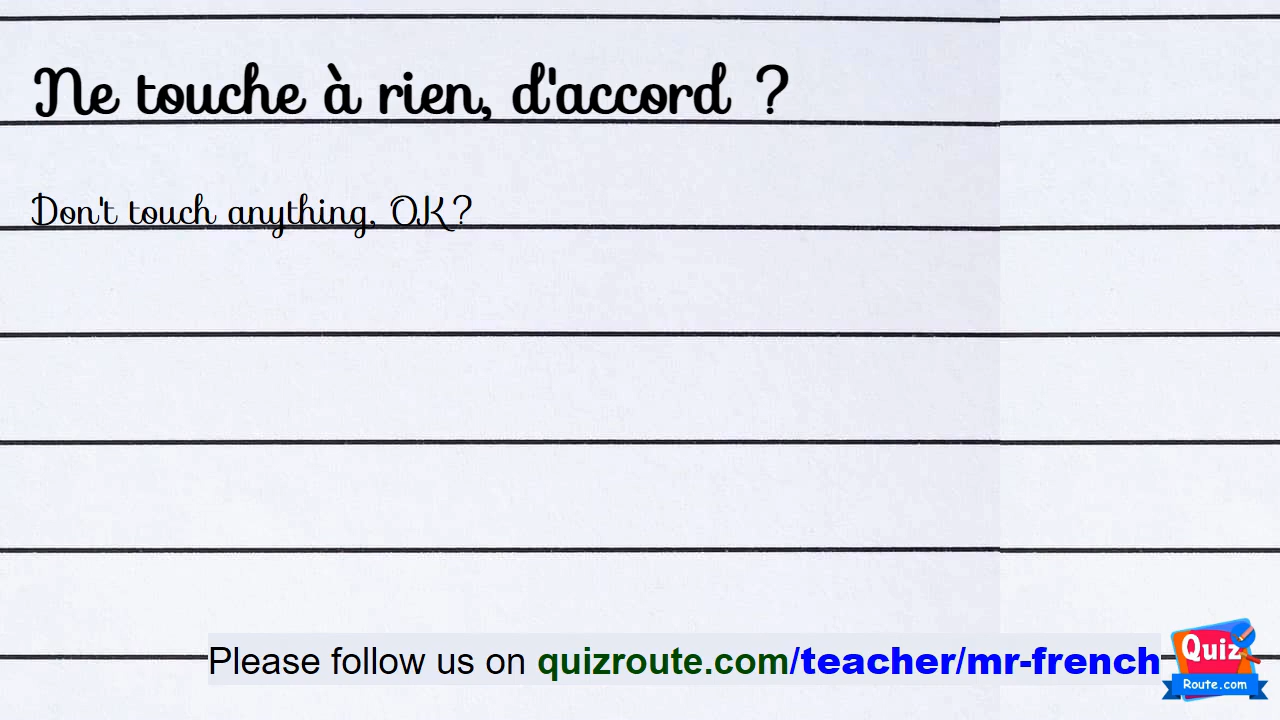 Ne touche à rien, d'accord ?
Don't touch anything, OK?
Please follow us on quizroute.com/teacher/mr-french
Quiz
Route.com